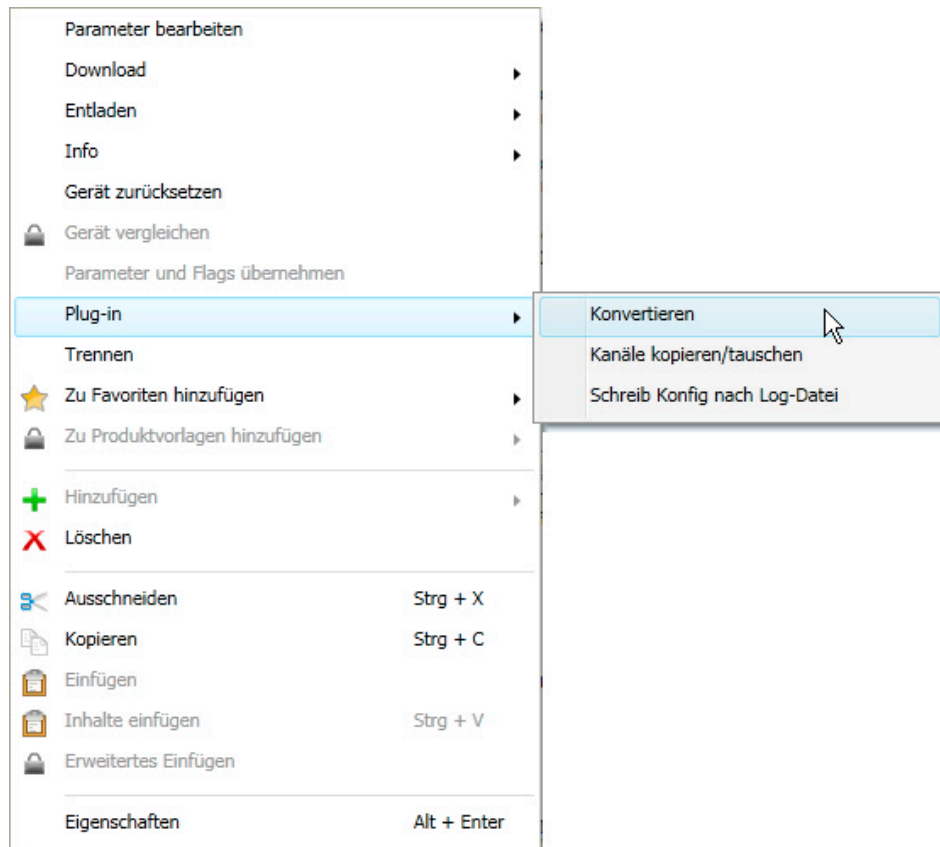 Parameter bearbeiten
Download
Entladen
Info
Gerät zurücksetzen
Gerät vergleichen
Parameter und Flags übernehmen
Plug-in
Konvertieren
Trennen
Kanäle kopieren/tauschen
Zu Favoriten hinzufügen
Schreib Konfig nach Log-Datei
Zu Produktvorlagen hinzufügen
Hinzufügen
Löschen
Ausschneiden Strg + X
Kopieren Strg + C
Einfügen
Inhalte einfügen Strg + V
Erweitertes Einfügen
Eigenschaften Alt + Enter